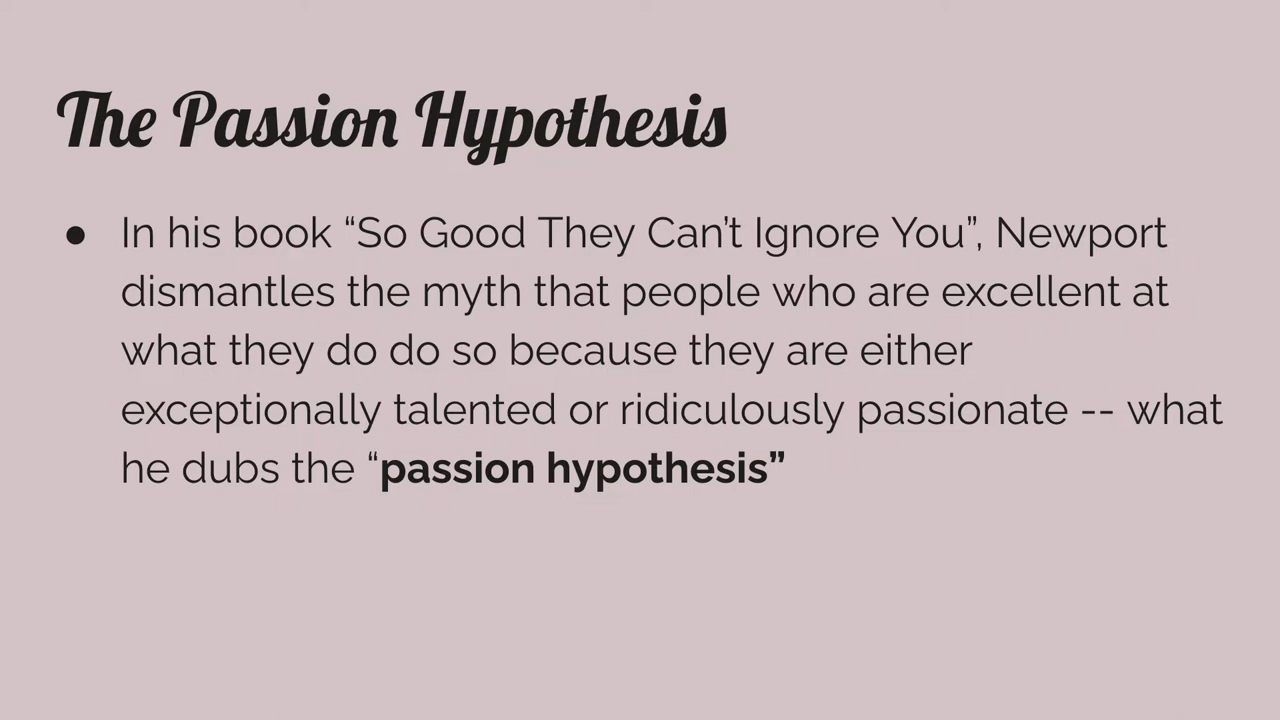 The Passion Hypothesis
● In his book “So Good They Can’t Ignore You”, Newport
dismantles the myth that people who are excellent at
what they do do so because they are either
exceptionally talented or ridiculously passionate -- what
he dubs the “passion hypothesis”